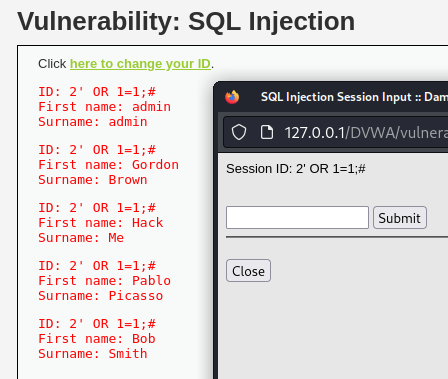 Vulnerability: SQL Injection
Click here to change your ID.
ID: 2' OR 1=1;#
First name: admin
Surname: admin
ID: 2' OR 1=1;#
First name: Gordon
Surname: Brown
ID: 2' OR 1=1;#
First name: Hack
Surname: Me
ID: 2' OR 1=1;#
First name: Pablo
Surname: Picasso
ID: 2' OR 1=1;#
First name: Bob
Surname: Smith
SQL Injection Session Input :: Dam
127.0.0.1/DVWA/vulnera
Session ID: 2' OR 1=1;#
Submit
Close